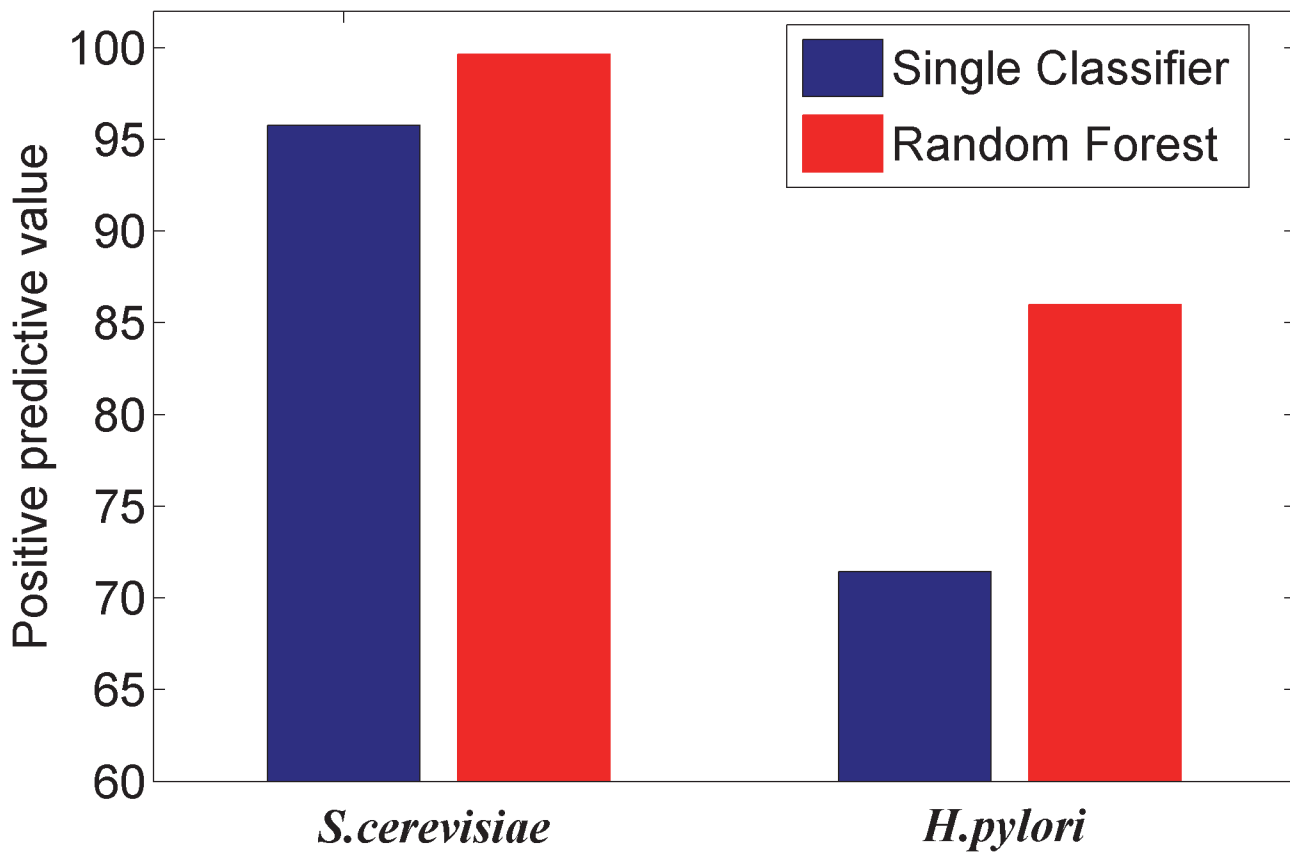 Positive predictive value
100
95
90
85
80
75
70
65
60
Single Classifier
Random Forest
S.cerevisiae
H.pylori